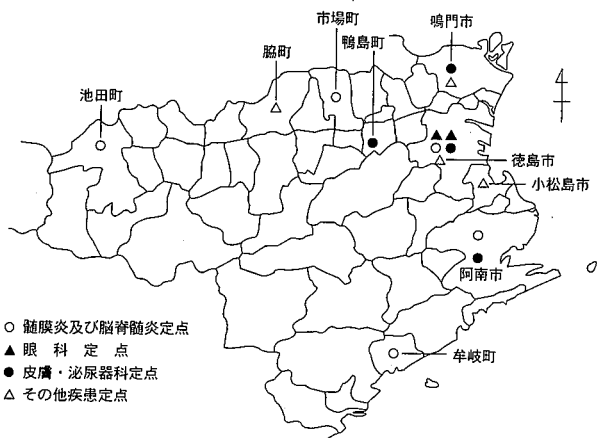 市場町
鳴門市
鴨島町
脇町
池田町
徳島市
小松島市
阿南市
牟岐町
○ 髄膜炎及び脳脊髄炎定点
▲ 眼科定点
● 皮膚・泌尿器科定点
△ その他疾患定点